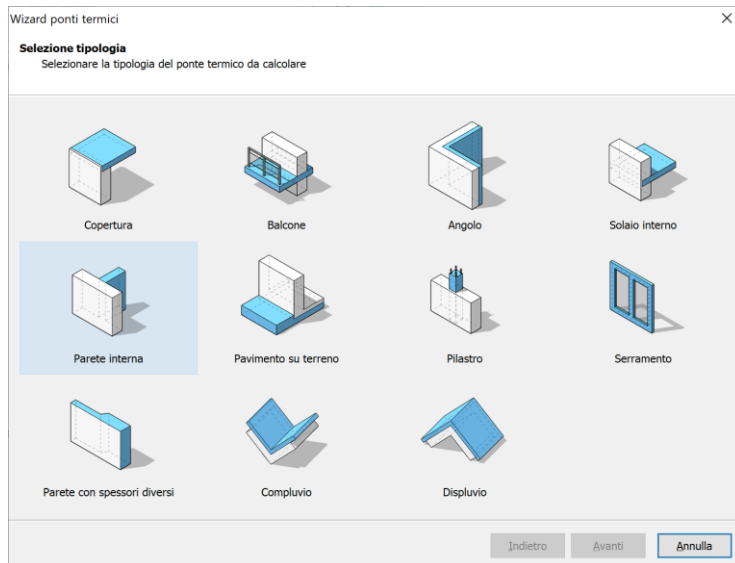 Wizard ponti termici
Selezione tipologia
Selezionare la tipologia del ponte termico da calcolare
Copertura
Balcone
Angolo
Solaio interno
Parete interna
Pavimento su terreno
Pilastro
Serramento
Parete con spessori diversi
Compluvio
Displuvio
Indietro
Avanti
Annulla